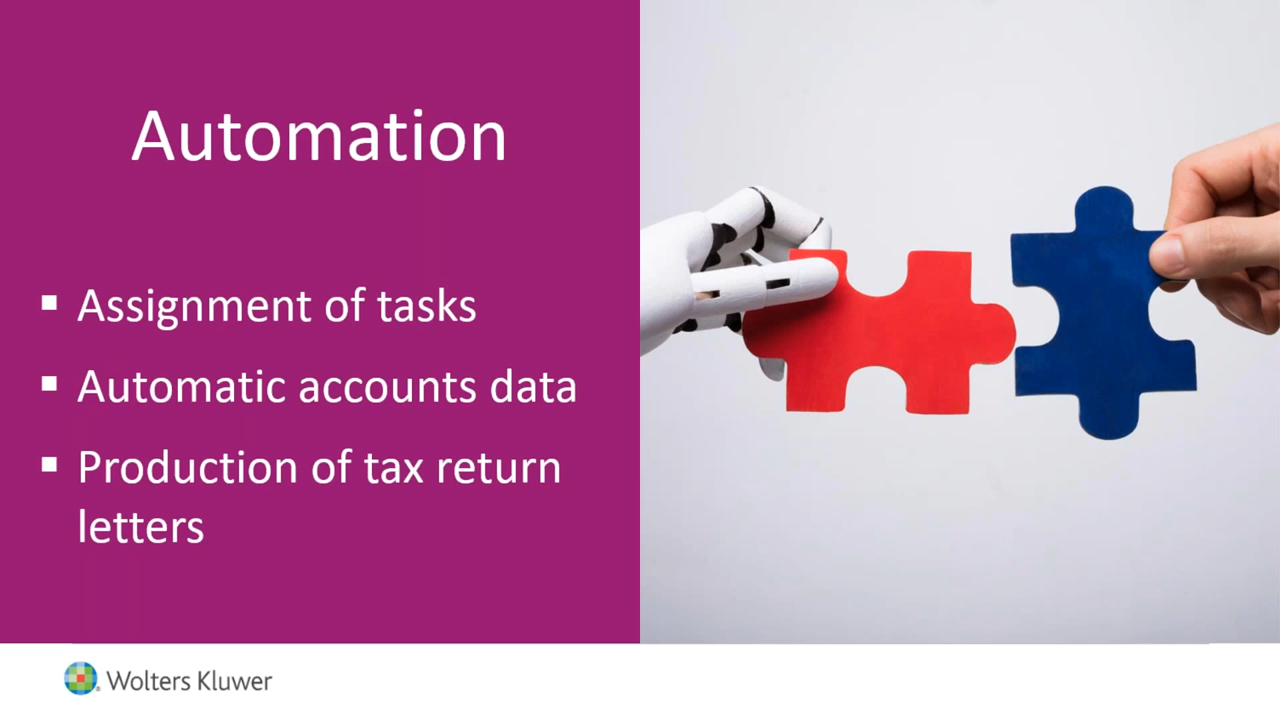 Automation
▪ Assignment of tasks
▪ Automatic accounts data
▪ Production of tax return
letters
Wolters Kluwer